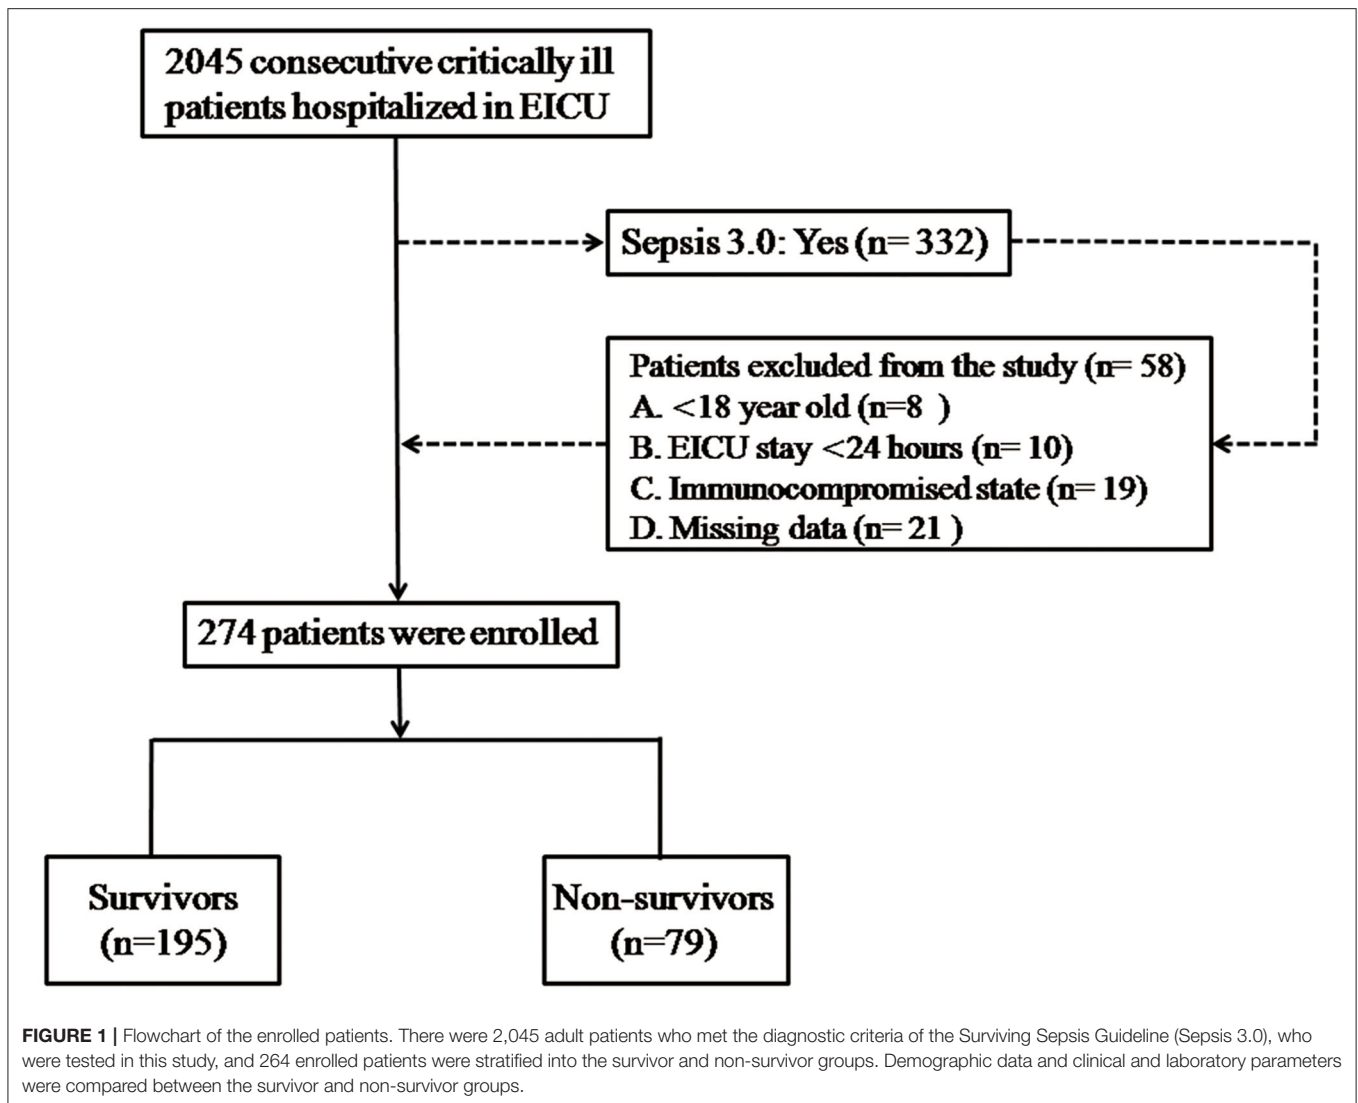 2045 consecutive critically ill
patients hospitalized in EICU
Sepsis 3.0: Yes (n= 332)
Patients excluded from the study (n= 58)
A. <18 year old (n=8 )
B. EICU stay <24 hours (n= 10)
C. Immunocompromised state (n= 19)
D. Missing data (n= 21 )
274 patients were enrolled
Survivors
(n=195)
Non-survivors
(n=79)
FIGURE 1 | Flowchart of the enrolled patients. There were 2,045 adult patients who met the diagnostic criteria of the Surviving Sepsis Guideline (Sepsis 3.0), who
were tested in this study, and 264 enrolled patients were stratified into the survivor and non-survivor groups. Demographic data and clinical and laboratory parameters
were compared between the survivor and non-survivor groups.